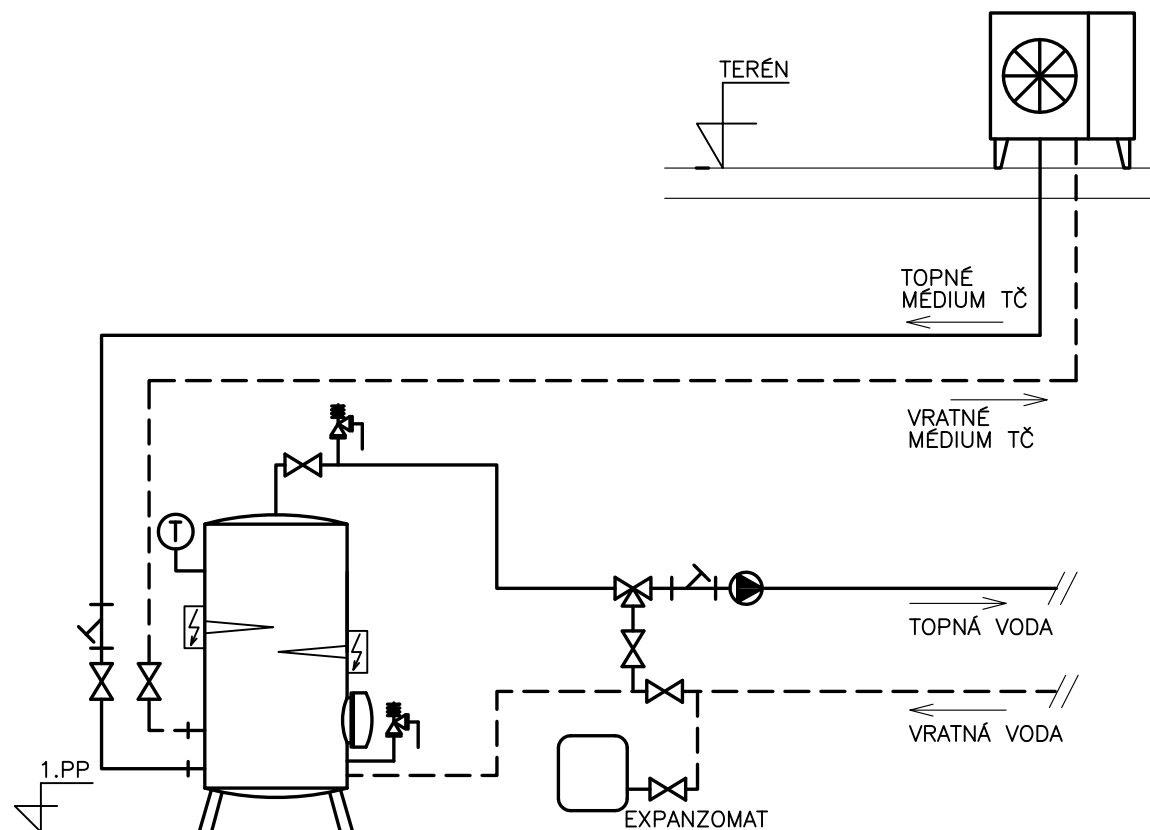 TERÉN
TOPNÉ
MÉDIUM TČ
VRATNÉ
MÉDIUM TČ
T
TOPNÁ VODA
VRATNÁ VODA
1.PP
EXPANZOMAT